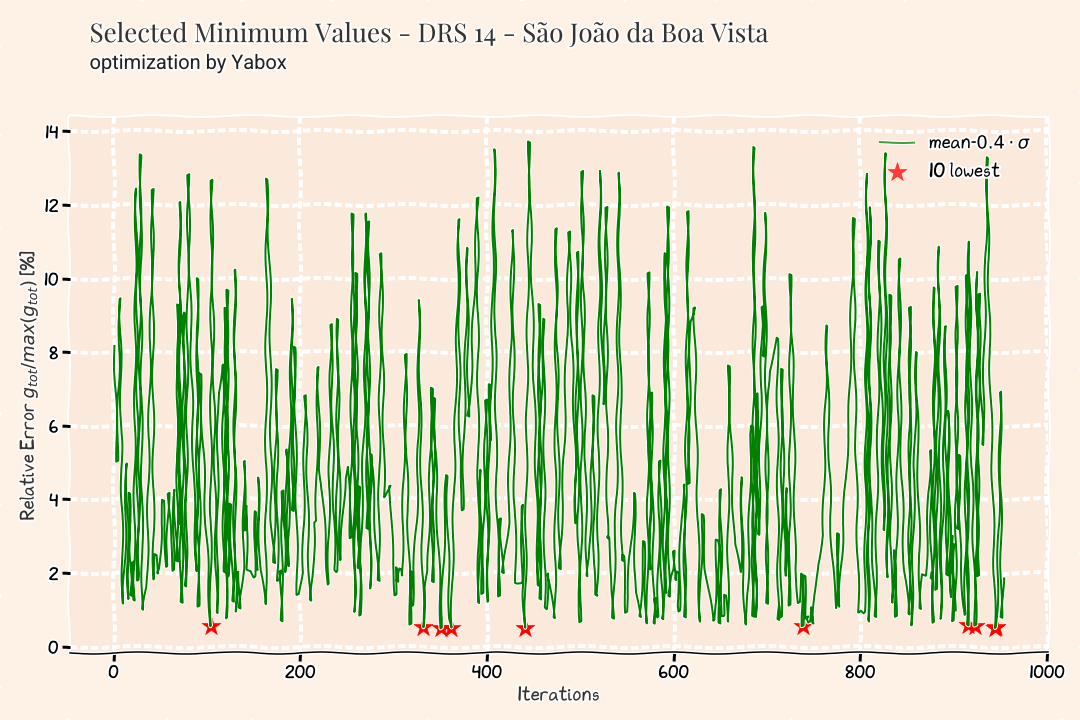 Selected Minimum Values - DRS 14 - São João da Boa Vista
optimization by Yabox
14
12
10
8
6
4
2
0
Relative Error g_tot/max(g_tot) [%]
mean-0.4 · σ
10 lowest
0 200 400 600 800 1000
Iterations